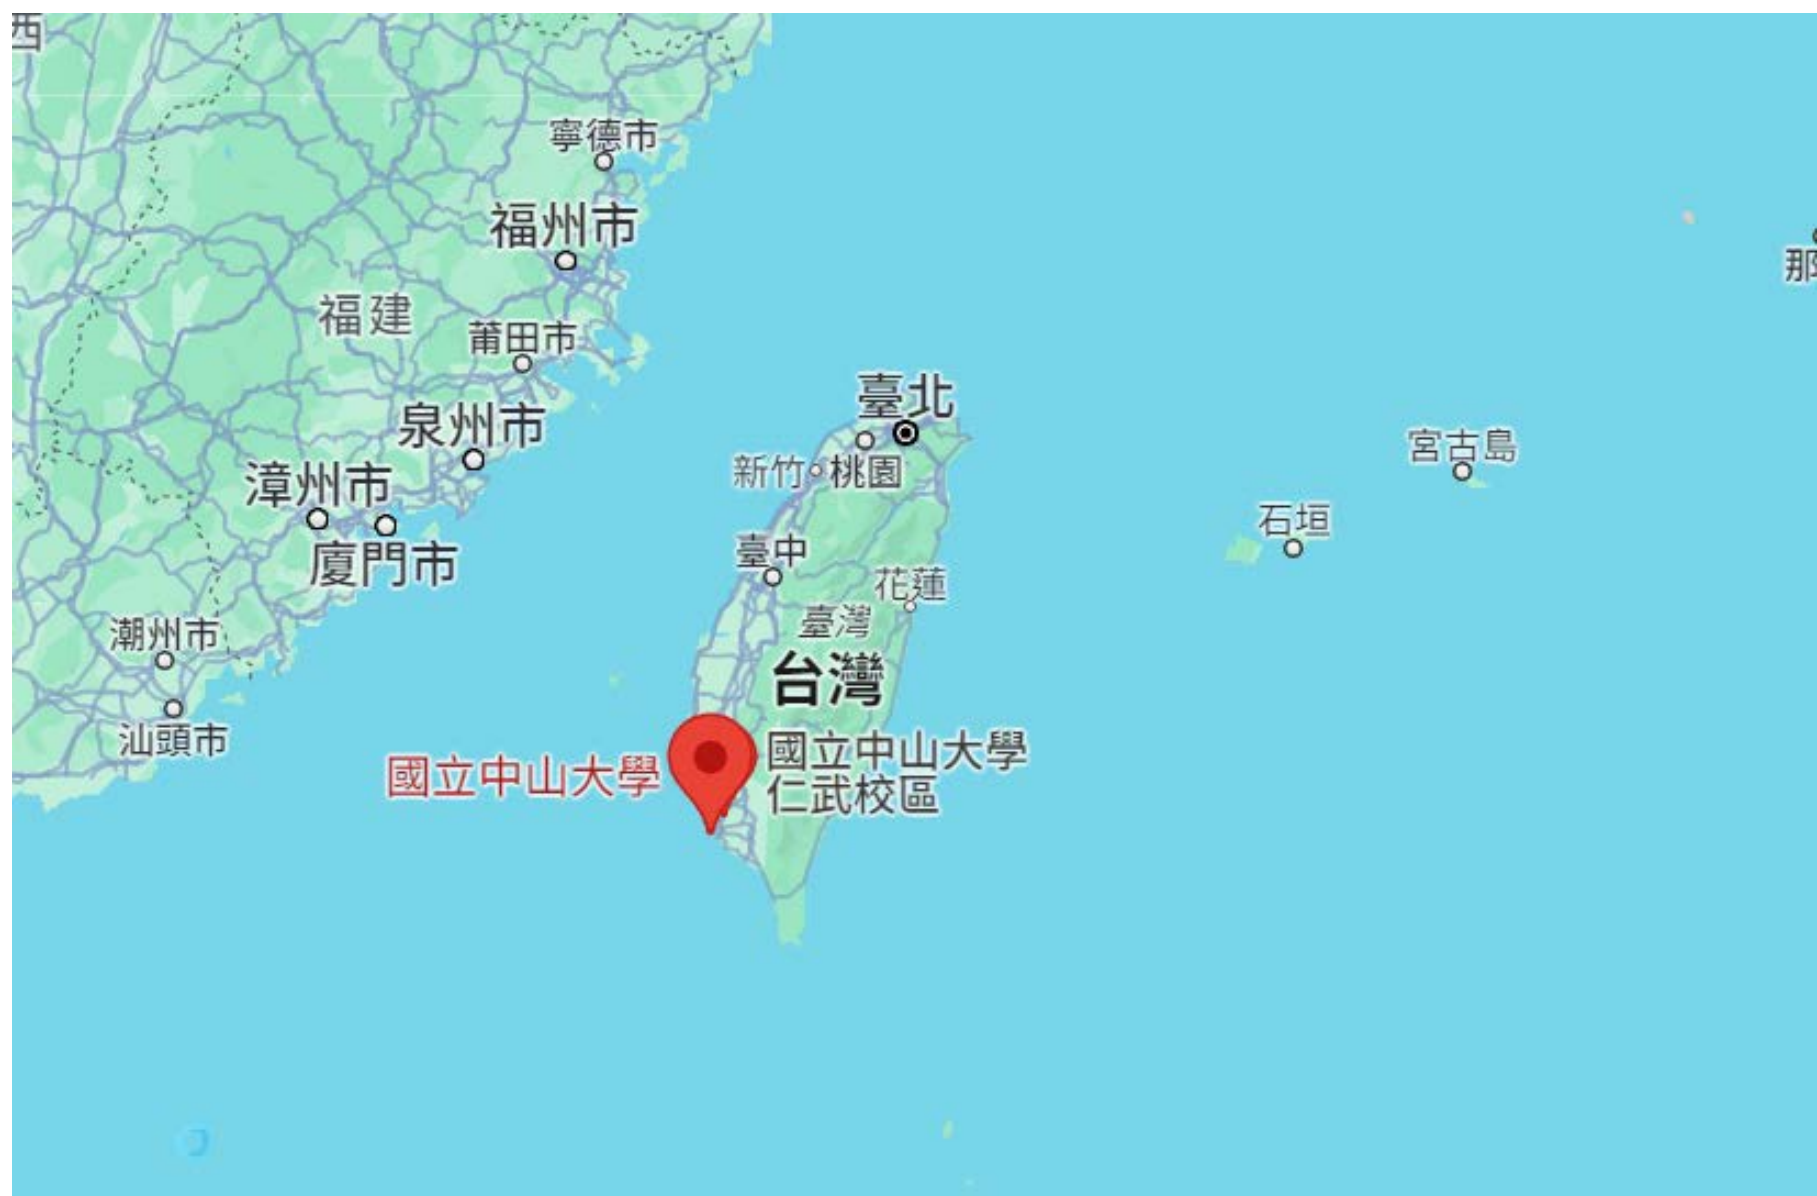 西
寧德市
福州市
福建
莆田市
臺北
泉州市
新竹
桃園
宮古島
漳州市
石垣
廈門市
臺中
花蓮
臺灣
潮州市
台灣
汕頭市
國立中山大學
國立中山大學
仁武校區
那